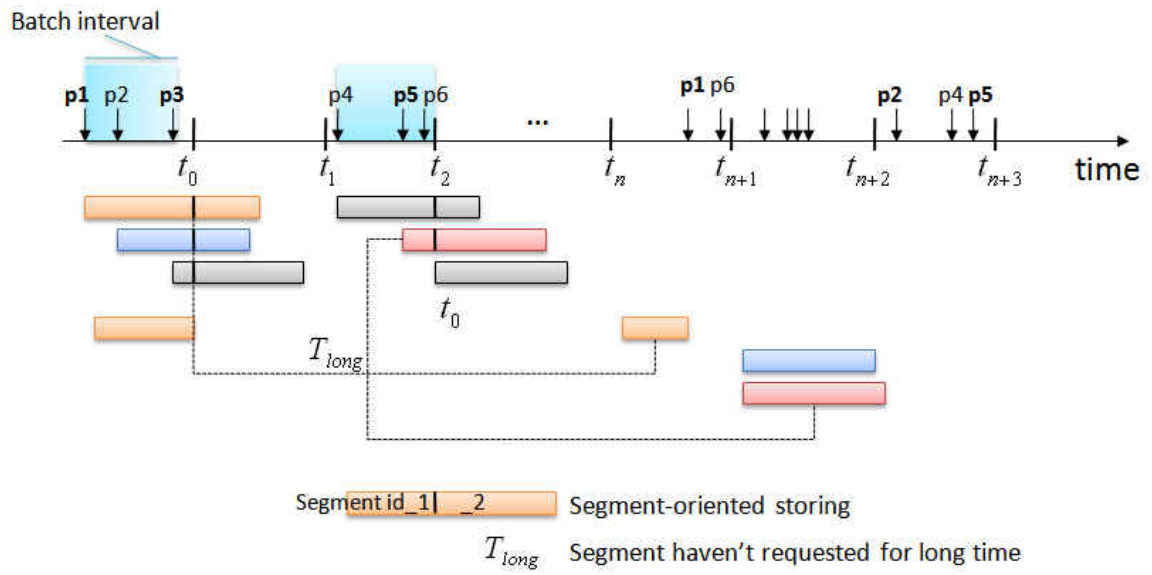 Batch interval
p1 p2 p3 p4 p5 p6 ... p1 p6 p2 p4 p5
t0 t1 t2 tn tn+1 tn+2 tn+3 time
t0
Tlong
Segment id_1 _2 Segment-oriented storing
Tlong Segment haven't requested for long time